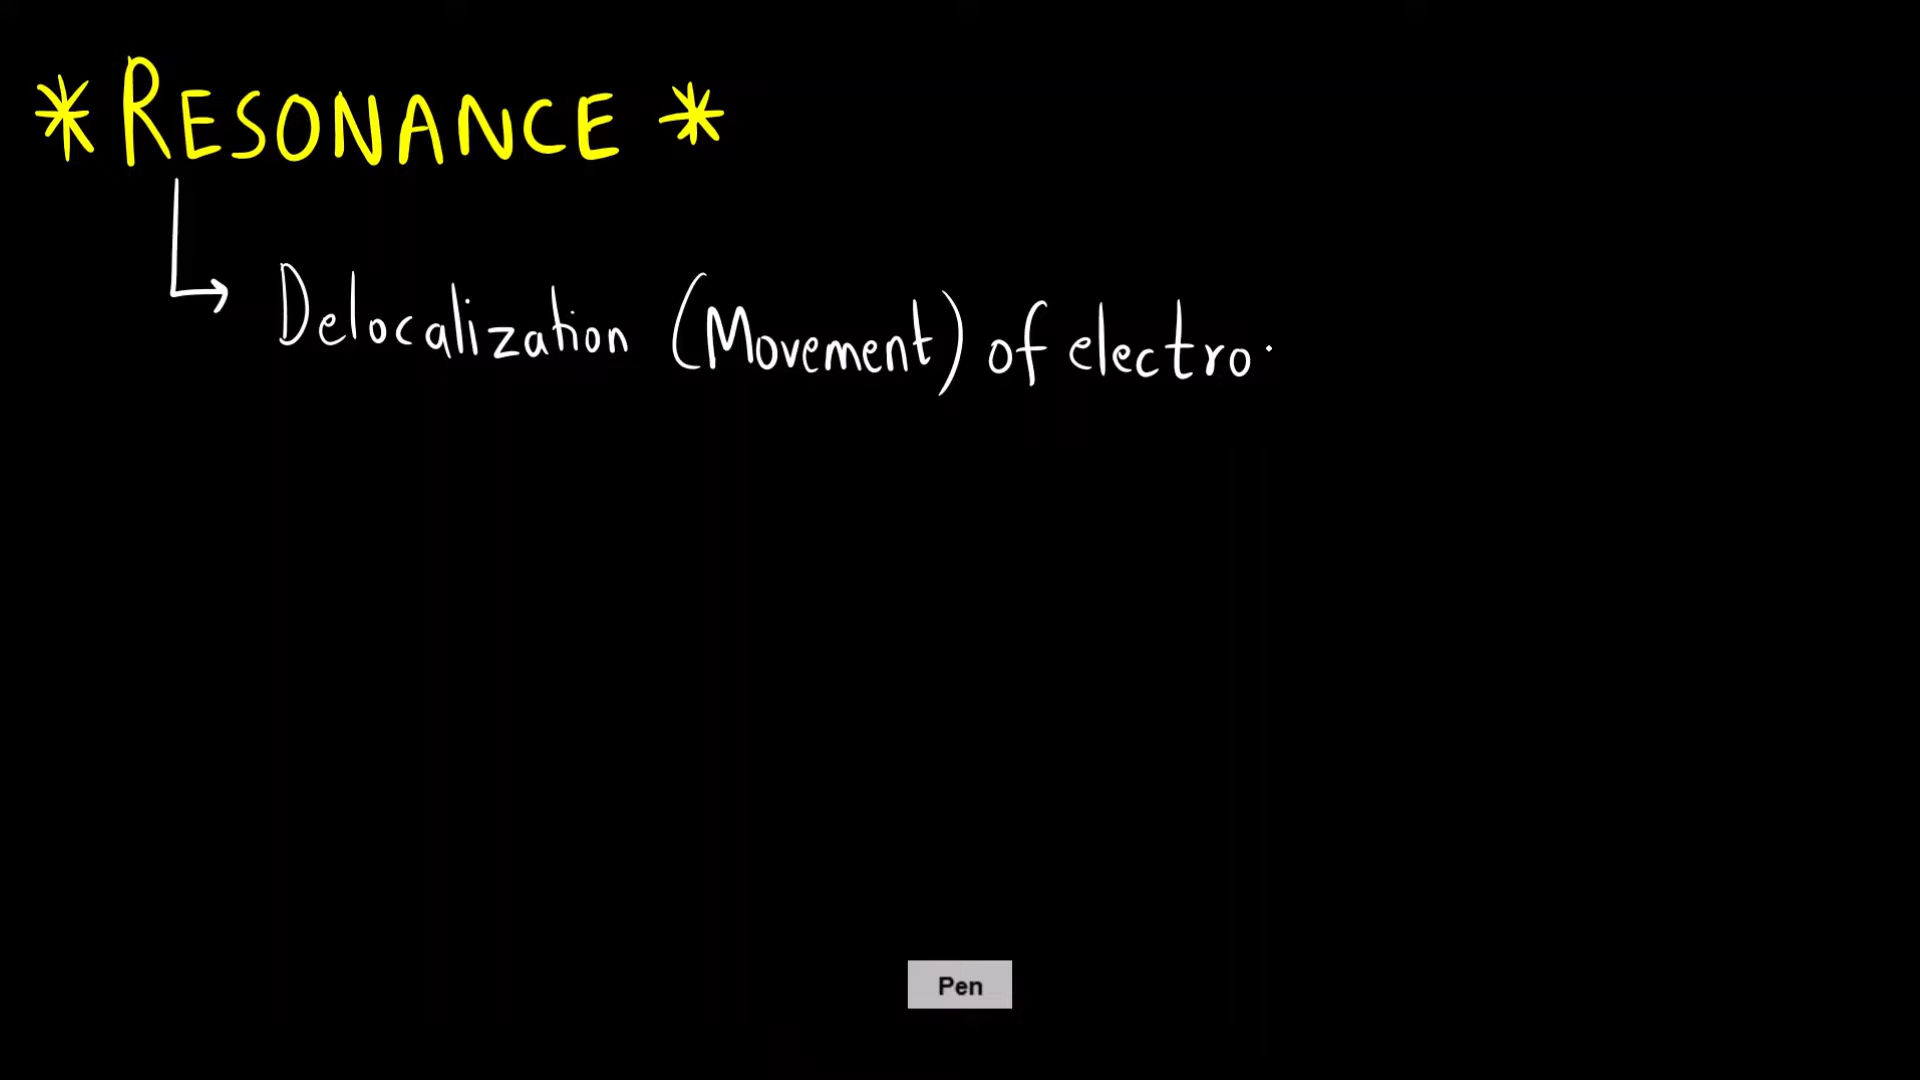 * RESONANCE *
Delocalization (Movement) of electro
Pen